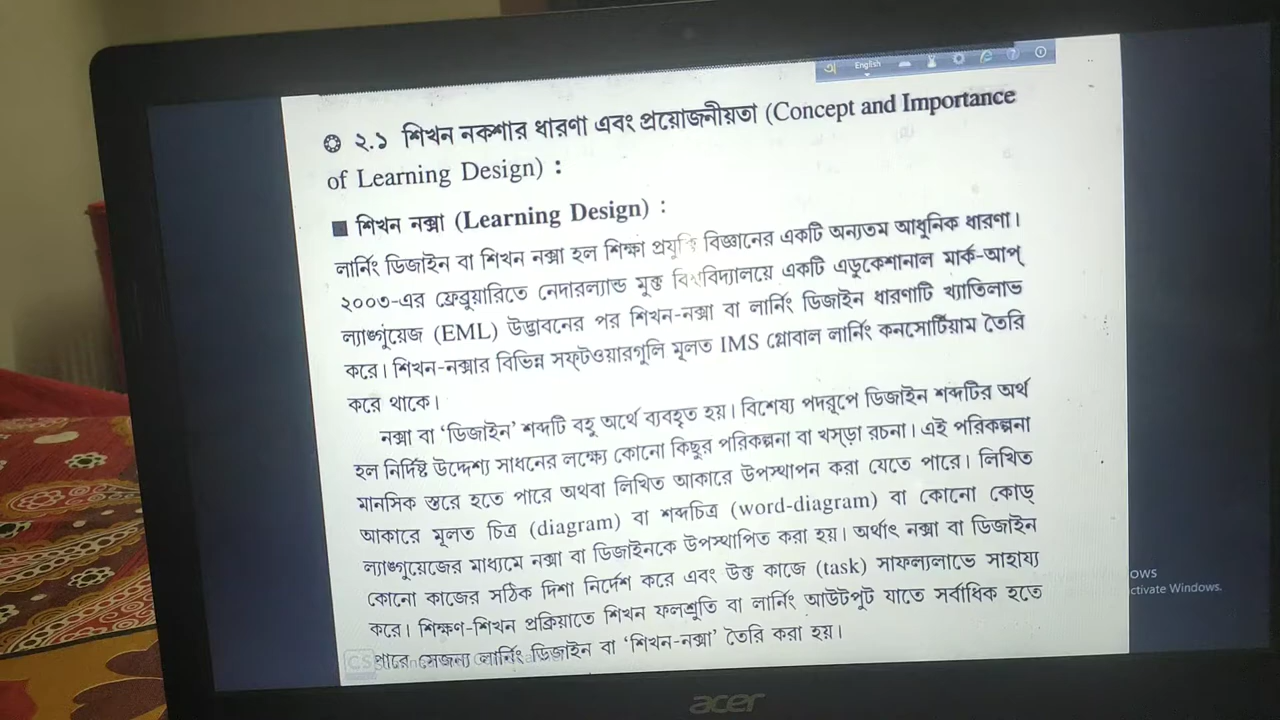 অ English
২.১ শিখন নকশার ধারণা এবং প্রয়োজনীয়তা (Concept and Importance
of Learning Design) :
■ শিখন নক্সা (Learning Design) :
লার্নিং ডিজাইন বা শিখন নক্সা হল শিক্ষা প্রযুক্তি বিজ্ঞানের একটি অন্যতম আধুনিক ধারণা।
২০০৩-এর ফেব্রুয়ারিতে নেদারল্যান্ড মুক্ত বিশ্ববিদ্যালয়ে একটি এডুকেশানাল মার্ক-আপ্
ল্যাঙ্গুয়েজ (EML) উদ্ভাবনের পর শিখন-নক্সা বা লার্নিং ডিজাইন ধারণাটি খ্যাতিলাভ
করে। শিখন-নক্সার বিভিন্ন সফ্টওয়ারগুলি মূলত IMS গ্লোবাল লার্নিং কনসোর্টিয়াম তৈরি
করে থাকে।
নক্সা বা ‘ডিজাইন’ শব্দটি বহু অর্থে ব্যবহৃত হয়। বিশেষ্য পদরূপে ডিজাইন শব্দটির অর্থ
হল নির্দিষ্ট উদ্দেশ্য সাধনের লক্ষ্যে কোনো কিছুর পরিকল্পনা বা খস্ড়া রচনা। এই পরিকল্পনা
মানসিক স্তরে হতে পারে অথবা লিখিত আকারে উপস্থাপন করা যেতে পারে। লিখিত
আকারে মূলত চিত্র (diagram) বা শব্দচিত্র (word-diagram) বা কোনো কোড্
ল্যাঙ্গুয়েজের মাধ্যমে নক্সা বা ডিজাইনকে উপস্থাপিত করা হয়। অর্থাৎ নক্সা বা ডিজাইন
কোনো কাজের সঠিক দিশা নির্দেশ করে এবং উক্ত কাজে (task) সাফল্যলাভে সাহায্য
করে। শিক্ষণ-শিখন প্রক্রিয়াতে শিখন ফলশ্রুতি বা লার্নিং আউটপুট যাতে সর্বাধিক হতে
পারে সেজন্য লার্নিং ডিজাইন বা ‘শিখন-নক্সা’ তৈরি করা হয়।
CS
ows
ctivate Windows.
acer